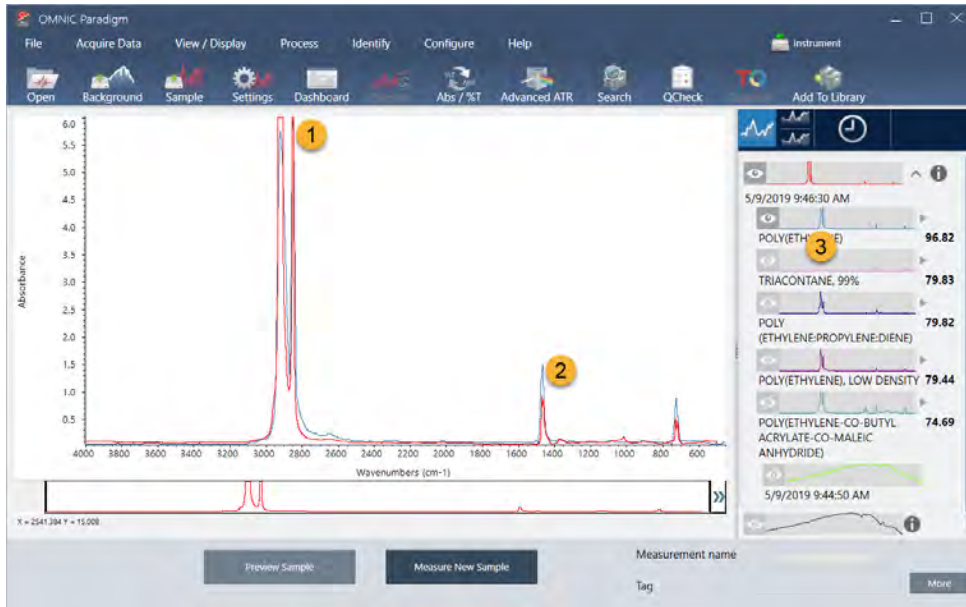 OMNIC Paradigm
File Acquire Data View / Display Process Identify Configure Help Instrument
Open Background Sample Settings Dashboard Abs / %T Advanced ATR Search QCheck Add To Library
6.0
5.5
5.0
4.5
4.0
3.5
3.0
2.5
2.0
1.5
1.0
0.5
Absorbance
4000 3800 3600 3400 3200 3000 2800 2600 2400 2200 2000 1800 1600 1400 1200 1000 800 600
Wavenumbers (cm-1)
1
2
X = 2541.384 Y = 15.008
5/9/2019 9:46:30 AM
POLY(ETHYLENE) 96.82
3
TRIACONTANE, 99% 79.83
POLY 79.82
(ETHYLENE:PROPYLENE:DIENE)
POLY(ETHYLENE), LOW DENSITY 79.44
POLY(ETHYLENE-CO-BUTYL 74.69
ACRYLATE-CO-MALEIC
ANHYDRIDE)
5/9/2019 9:44:50 AM
Preview Sample Measure New Sample
Measurement name
Tag
More